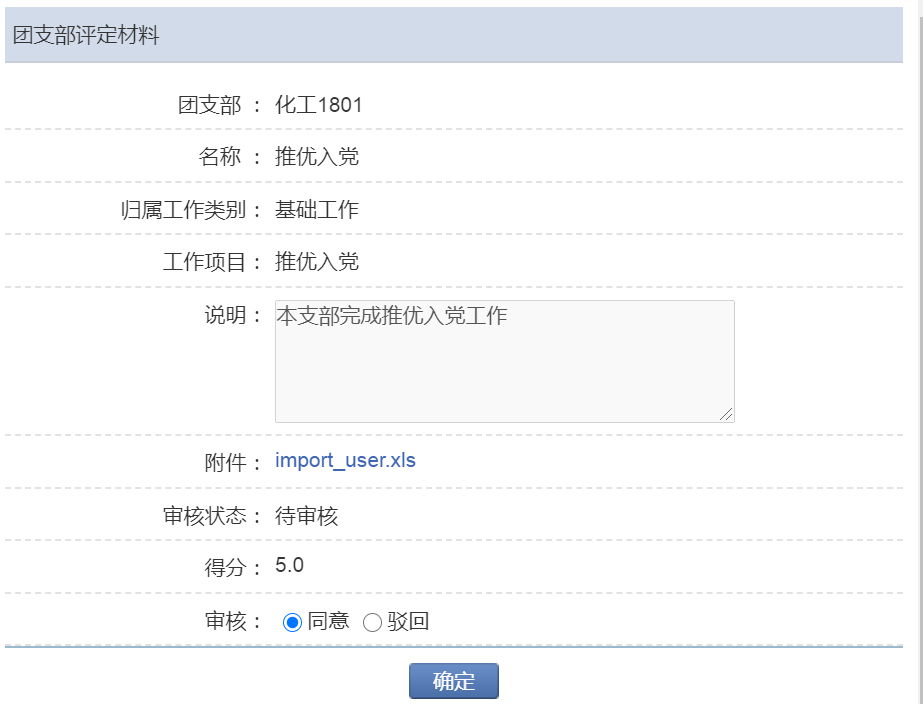 团支部评定材料
团支部 ： 化工1801
名称 ： 推优入党
归属工作类别： 基础工作
工作项目： 推优入党
说明： 本支部完成推优入党工作
附件： import_user.xls
审核状态： 待审核
得分： 5.0
审核： 同意 驳回
确定